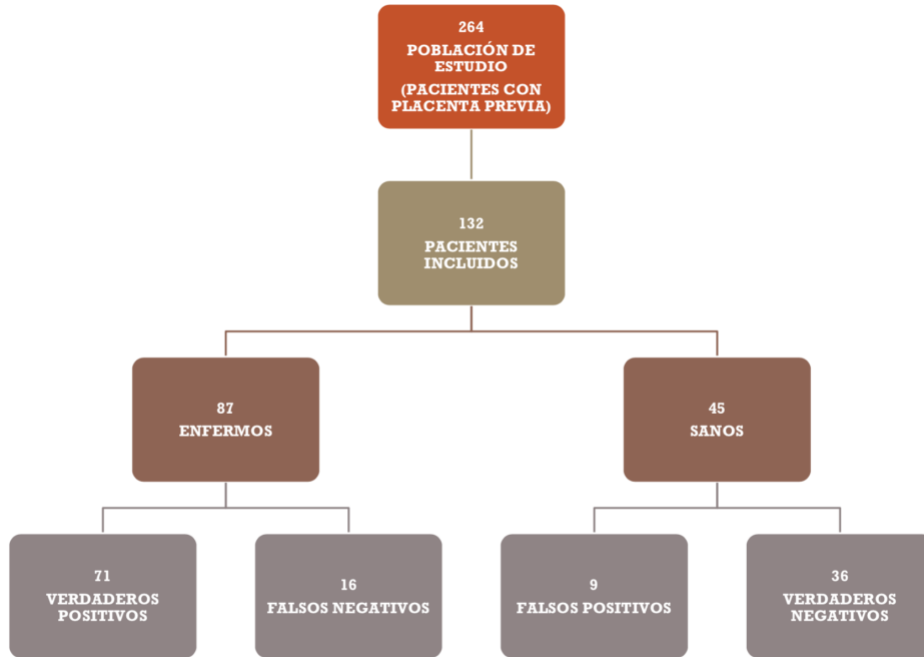 264
POBLACIÓN DE
ESTUDIO
(PACIENTES CON
PLACENTA PREVIA)
132
PACIENTES
INCLUIDOS
87
ENFERMOS
45
SANOS
71
VERDADEROS
POSITIVOS
16
FALSOS NEGATIVOS
9
FALSOS POSITIVOS
36
VERDADEROS
NEGATIVOS